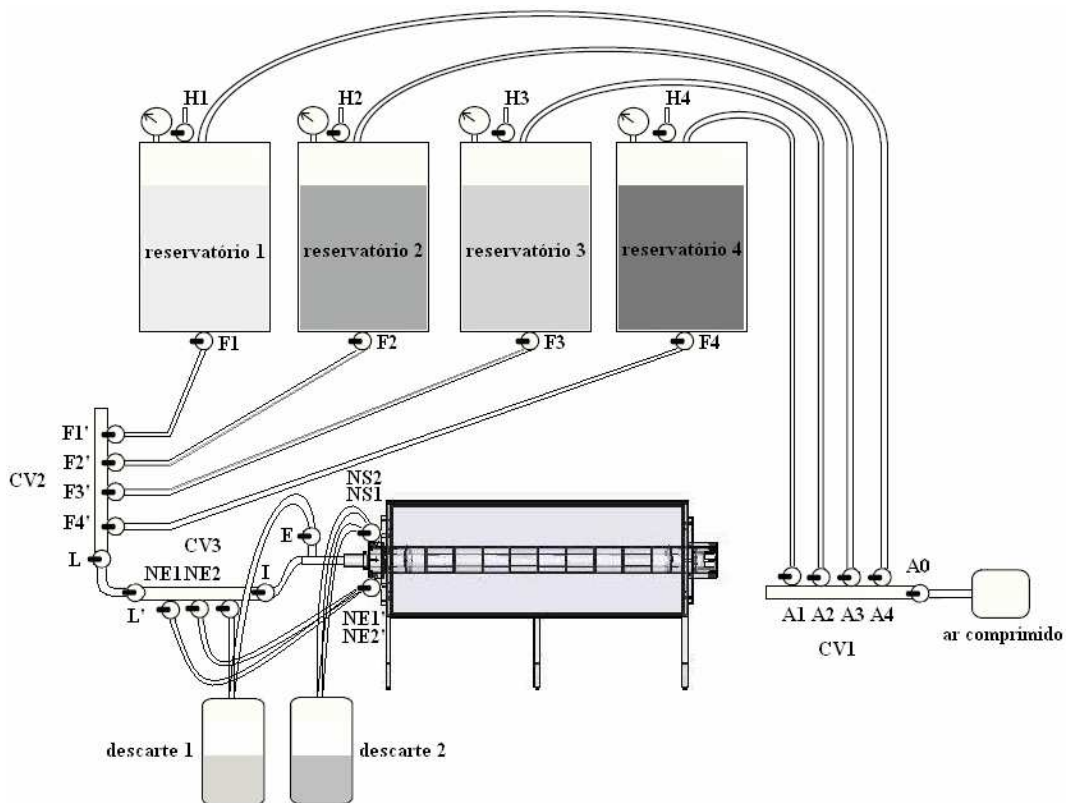 H1
H2
H3
H4
reservatório 1
reservatório 2
reservatório 3
reservatório 4
F1
F2
F3
F4
F1'
F2'
CV2
F3'
F4'
NS2
NS1
E
CV3
L
NE1NE2
I
L'
NE1'
NE2'
A0
A1 A2 A3 A4
CV1
ar comprimido
descarte 1
descarte 2